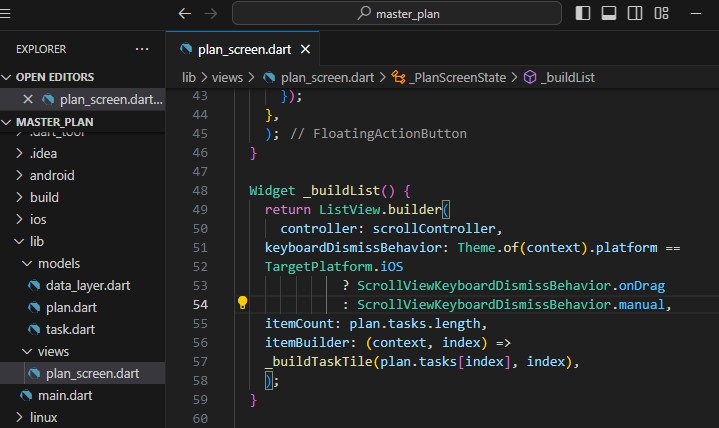 master_plan
EXPLORER
OPEN EDITORS
plan_screen.dart...
MASTER_PLAN
.dart_tool
.idea
android
build
ios
lib
models
data_layer.dart
plan.dart
task.dart
views
plan_screen.dart
main.dart
linux
plan_screen.dart
lib > views > plan_screen.dart > _PlanScreenState > _buildList
43 });
44 },
45 ); // FloatingActionButton
46 }
47
48 Widget _buildList() {
49 return ListView.builder(
50 controller: scrollController,
51 keyboardDismissBehavior: Theme.of(context).platform ==
52 TargetPlatform.iOS
53 ? ScrollViewKeyboardDismissBehavior.onDrag
54 : ScrollViewKeyboardDismissBehavior.manual,
55 itemCount: plan.tasks.length,
56 itemBuilder: (context, index) =>
57 _buildTaskTile(plan.tasks[index], index),
58 );
59 }
60